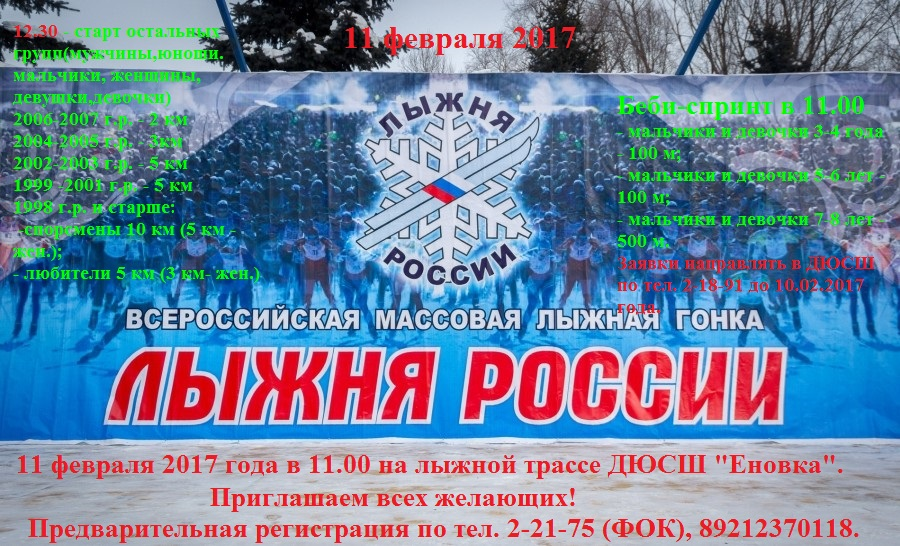 11 февраля 2017
12.30 - старт остальных
групп(мужчины,юноши.
мальчики, женщины,
девушки,девочки)
2006-2007 г.р. - 2 км
2004-2005 г.р. - 3км
2002-2003 г.р. - 5 км
1999 -2001 г.р. - 5 км
1998 г.р. и старше:
- спорсмены 10 км (5 км -
жен.);
- любители 5 км (3 км- жен.)
Беби-спринт в 11.00
- мальчики и девочки 3-4 года
- 100 м;
- мальчики и девочки 5-6 лет -
100 м;
- мальчики и девочки 7-8 лет -
500 м.
Заявки направлять в ДЮСШ
по тел. 2-18-91 до 10.02.2017
года.
ЛЫЖНЯ
РОССИИ
ВСЕРОССИЙСКАЯ МАССОВАЯ ЛЫЖНАЯ ГОНКА
ЛЫЖНЯ РОССИИ
11 февраля 2017 года в 11.00 на лыжной трассе ДЮСШ "Еновка".
Приглашаем всех желающих!
Предварительная регистрация по тел. 2-21-75 (ФОК), 89212370118.